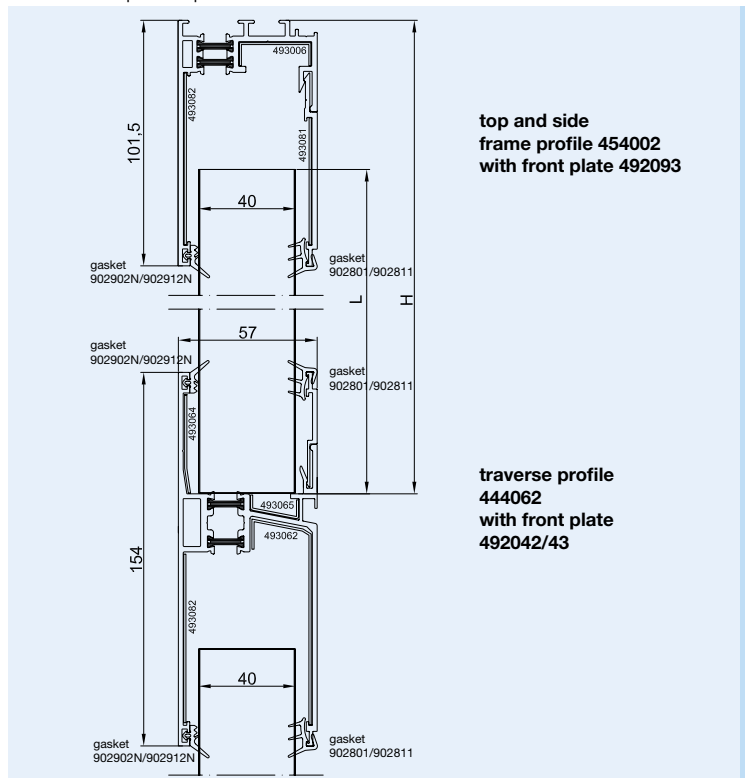 493006
493082
493081
101,5
top and side
frame profile 454002
with front plate 492093
40
gasket
902902N/902912N
gasket
902801/902811
L
H
57
gasket
902902N/902912N
gasket
902801/902811
493064
traverse profile
444062
with front plate
492042/43
493065
493062
154
493082
40
gasket
902902N/902912N
gasket
902801/902811